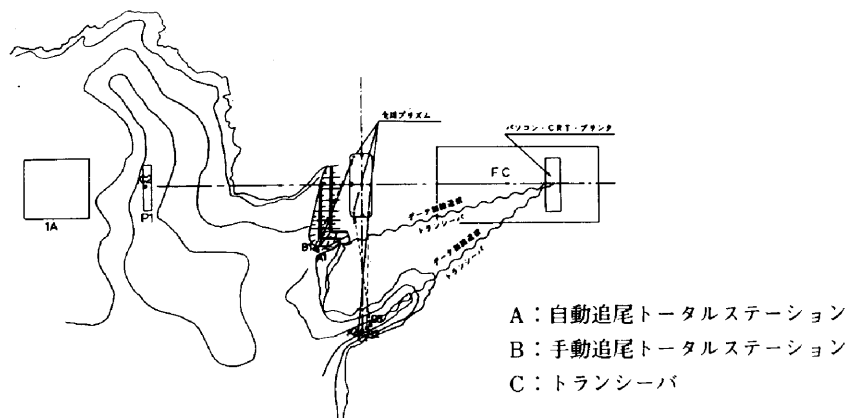 全周プリズム
パソコン・CRT・プリンタ
FC
データ無線通信
トランシーバ
データ無線通信
トランシーバ
1A
P1
B1
A1
A：自動追尾トータルステーション
B：手動追尾トータルステーション
C：トランシーバ